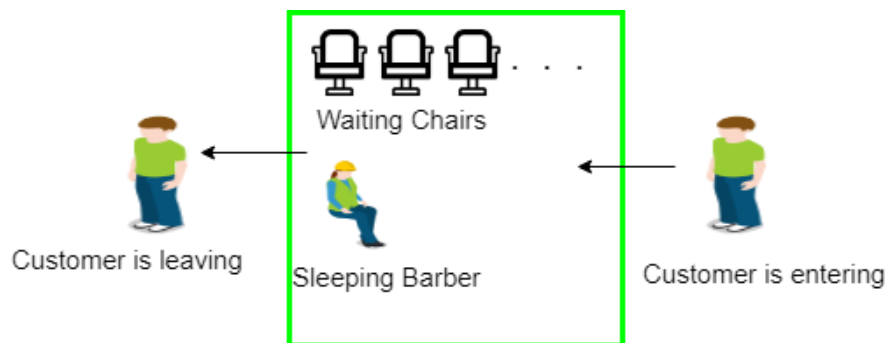 Waiting Chairs
Customer is leaving
Sleeping Barber
Customer is entering